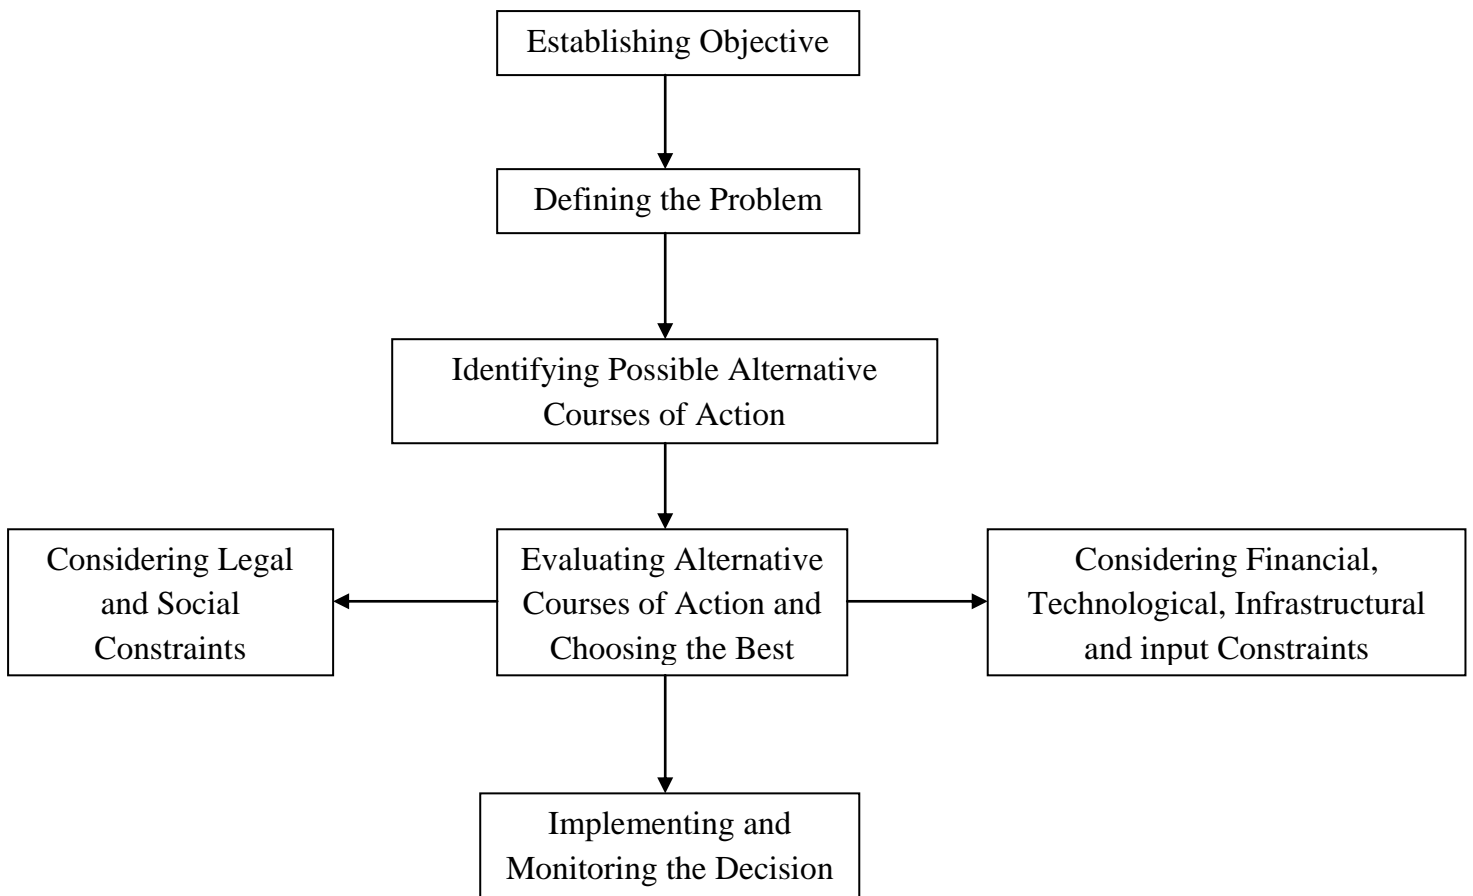 Establishing Objective
Defining the Problem
Identifying Possible Alternative
Courses of Action
Considering Legal
and Social
Constraints
Evaluating Alternative
Courses of Action and
Choosing the Best
Considering Financial,
Technological, Infrastructural
and input Constraints
Implementing and
Monitoring the Decision